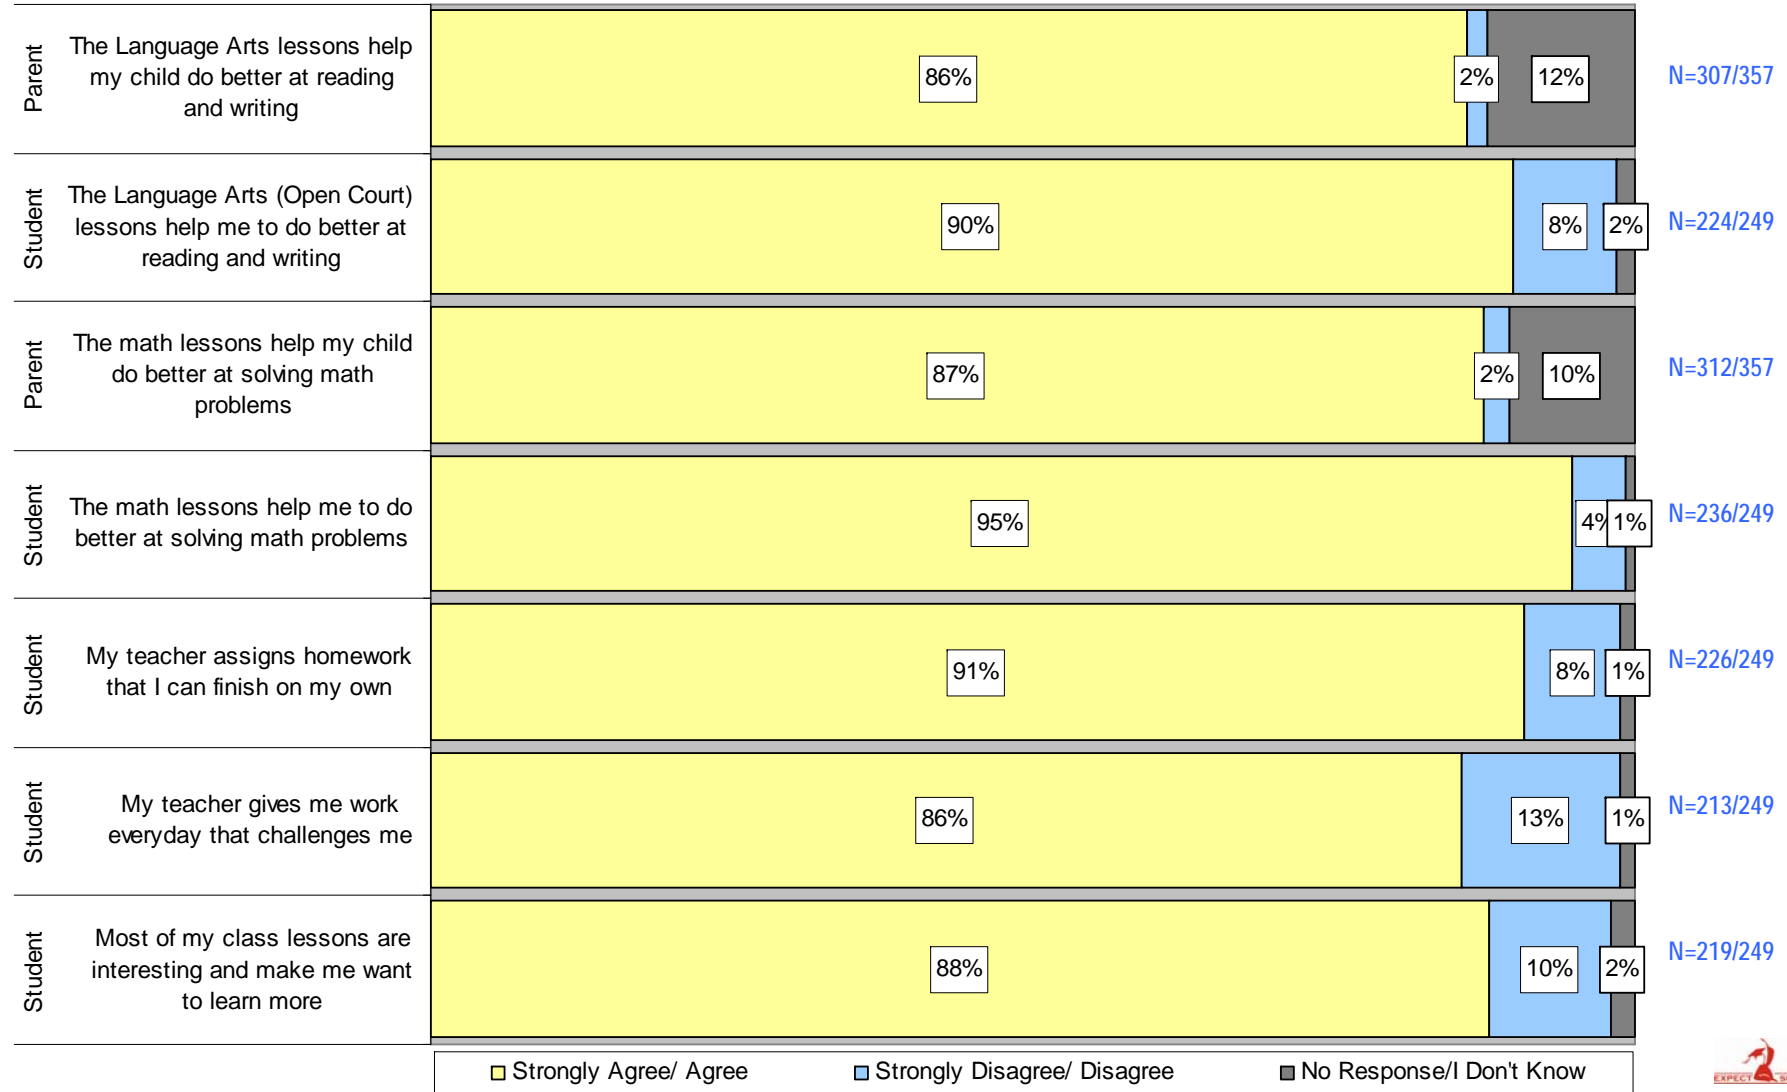 Parent
The Language Arts lessons help
my child do better at reading
and writing
86%
2%
12%
N=307/357
Student
The Language Arts (Open Court)
lessons help me to do better at
reading and writing
90%
8%
2%
N=224/249
Parent
The math lessons help my child
do better at solving math
problems
87%
2%
10%
N=312/357
Student
The math lessons help me to do
better at solving math problems
95%
4%
1%
N=236/249
Student
My teacher assigns homework
that I can finish on my own
91%
8%
1%
N=226/249
Student
My teacher gives me work
everyday that challenges me
86%
13%
1%
N=213/249
Student
Most of my class lessons are
interesting and make me want
to learn more
88%
10%
2%
N=219/249
Strongly Agree/ Agree
Strongly Disagree/ Disagree
No Response/I Don't Know
EXPECT